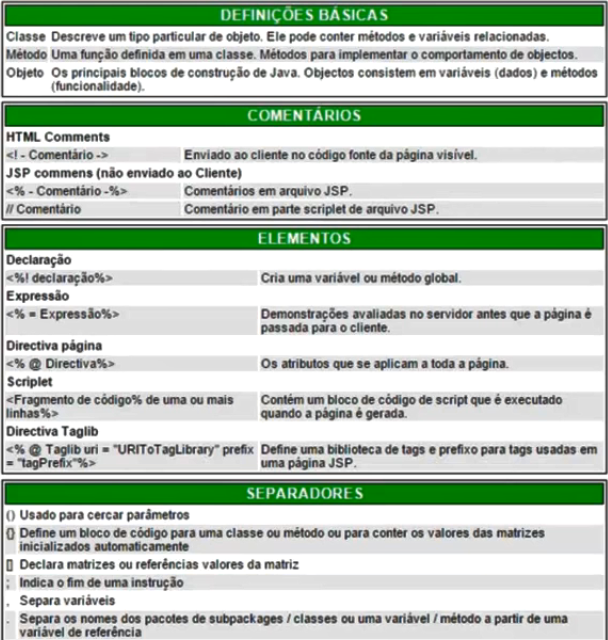 DEFINIÇÕES BÁSICAS
Classe Descreve um tipo particular de objeto. Ele pode conter métodos e variáveis relacionadas.
Método Uma função definida em uma classe. Métodos para implementar o comportamento de objectos.
Objeto Os principais blocos de construção de Java. Objectos consistem em variáveis (dados) e métodos
(funcionalidade).
COMENTÁRIOS
HTML Comments
<! - Comentário -> Enviado ao cliente no código fonte da página visível.
JSP commens (não enviado ao Cliente)
<% - Comentário -%> Comentários em arquivo JSP.
// Comentário Comentário em parte scriplet de arquivo JSP.
ELEMENTOS
Declaração
<%! declaração%> Cria uma variável ou método global.
Expressão
<% = Expressão%> Demonstrações avaliadas no servidor antes que a página é
passada para o cliente.
Directiva página
<% @ Directiva%> Os atributos que se aplicam a toda a página.
Scriplet
<Fragmento de código% de uma ou mais Contém um bloco de código de script que é executado
linhas%> quando a página é gerada.
Directiva Taglib
<% @ Taglib uri = "URIToTagLibrary" prefix Define uma biblioteca de tags e prefixo para tags usadas em
= "tagPrefix"%> uma página JSP.
SEPARADORES
() Usado para cercar parâmetros
{} Define um bloco de código para uma classe ou método ou para conter os valores das matrizes
inicializados automaticamente
[] Declara matrizes ou referências valores da matriz
; Indica o fim de uma instrução
, Separa variáveis
. Separa os nomes dos pacotes de subpackages / classes ou uma variável / método a partir de uma
variável de referência